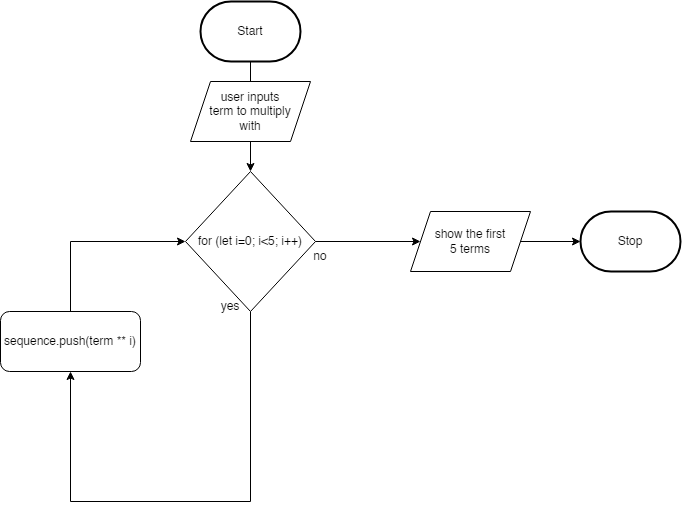 Start
user inputs
term to multiply
with
for (let i=0; i<5; i++)
no
show the first
5 terms
Stop
yes
sequence.push(term ** i)